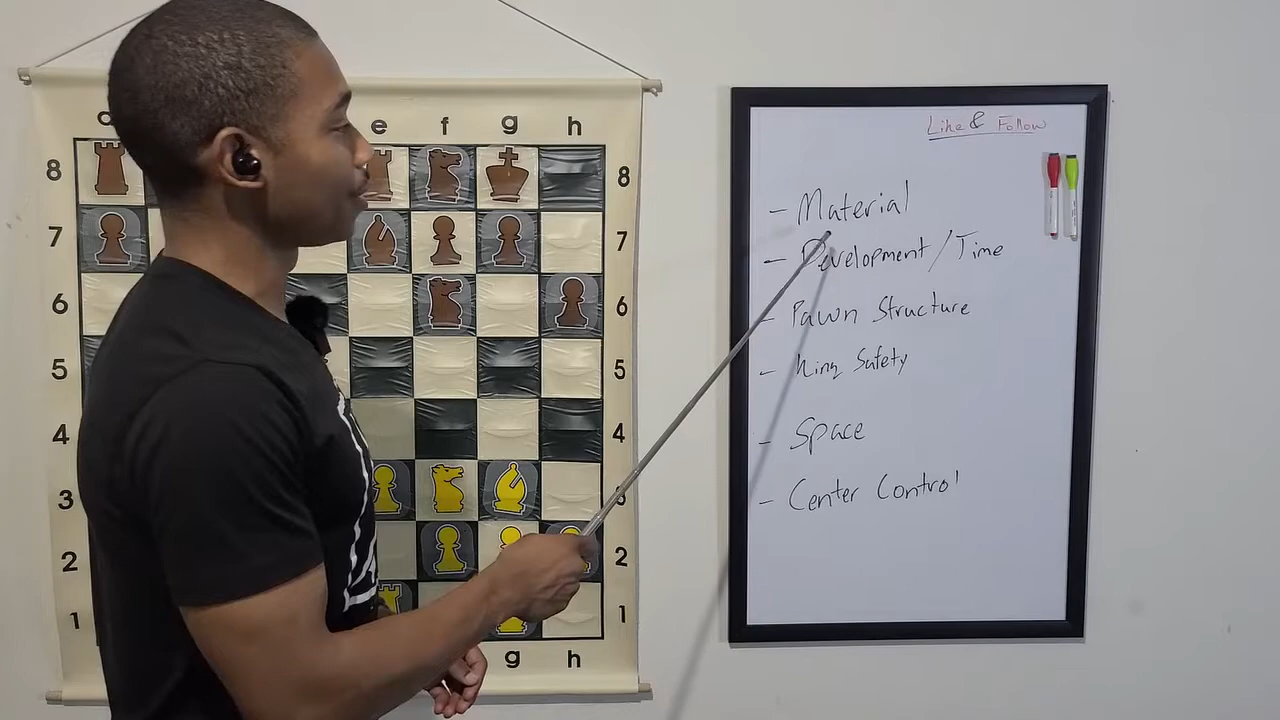 e f g h
8 8
7 7
6 6
5 5
4 4
3
2 2
1 1
g h
Like & Follow
- Material
- Development/Time
- Pawn Structure
- King Safety
- Space
- Center Control